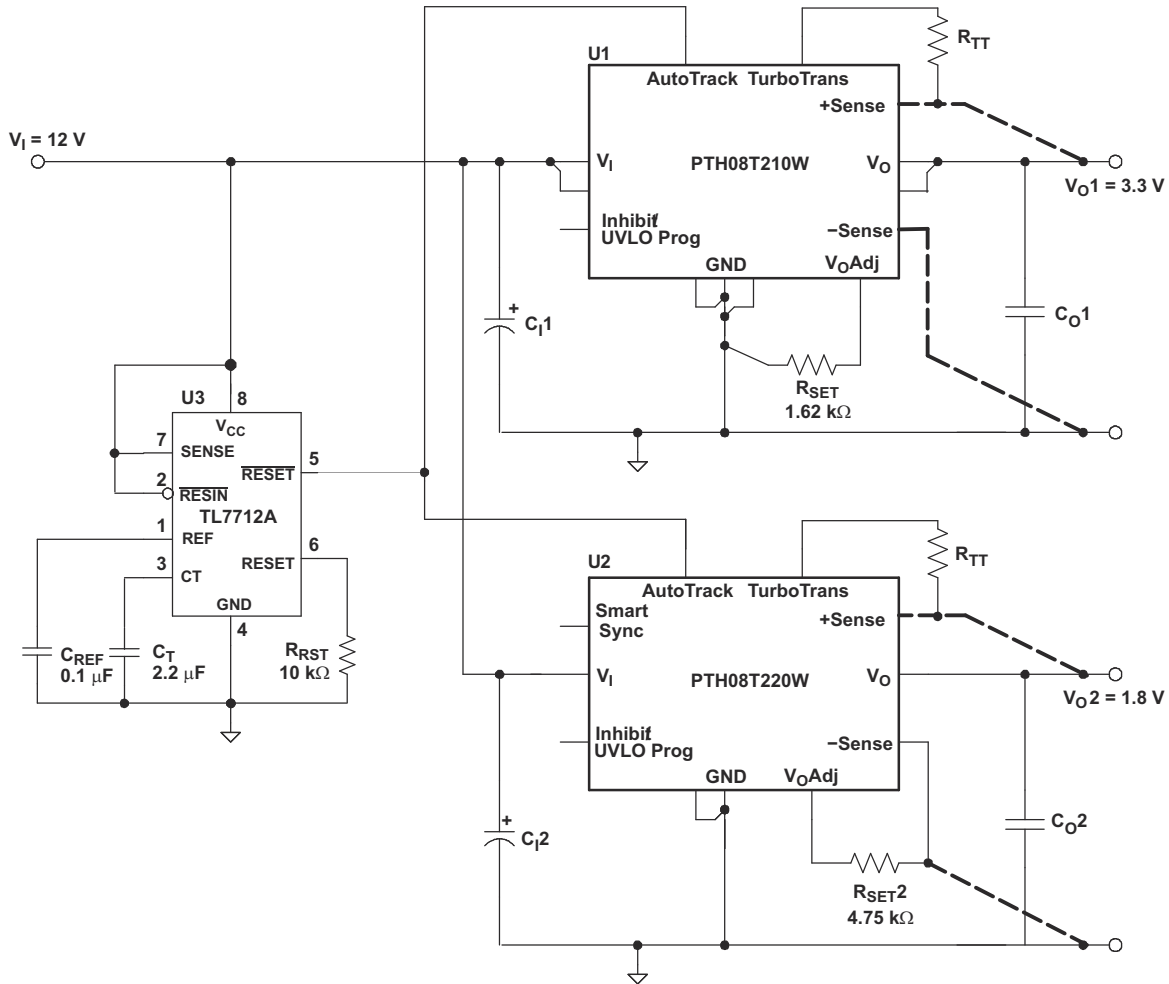 U1
AutoTrack TurboTrans
+Sense
V_I
PTH08T210W
V_O
Inhibit/
UVLO Prog
−Sense
GND
V_OAdj
R_TT
V_I = 12 V
V_O1 = 3.3 V
C_I1
+
R_SET
1.62 kΩ
C_O1
U3
8
V_CC
7
SENSE
5
RESET
2
RESIN
TL7712A
1
REF
6
RESET
3
CT
GND
4
C_REF
0.1 μF
C_T
2.2 μF
R_RST
10 kΩ
U2
AutoTrack TurboTrans
Smart
Sync
+Sense
V_I
PTH08T220W
V_O
Inhibit/
UVLO Prog
−Sense
GND
V_OAdj
R_TT
V_O2 = 1.8 V
+
C_I2
R_SET2
4.75 kΩ
C_O2